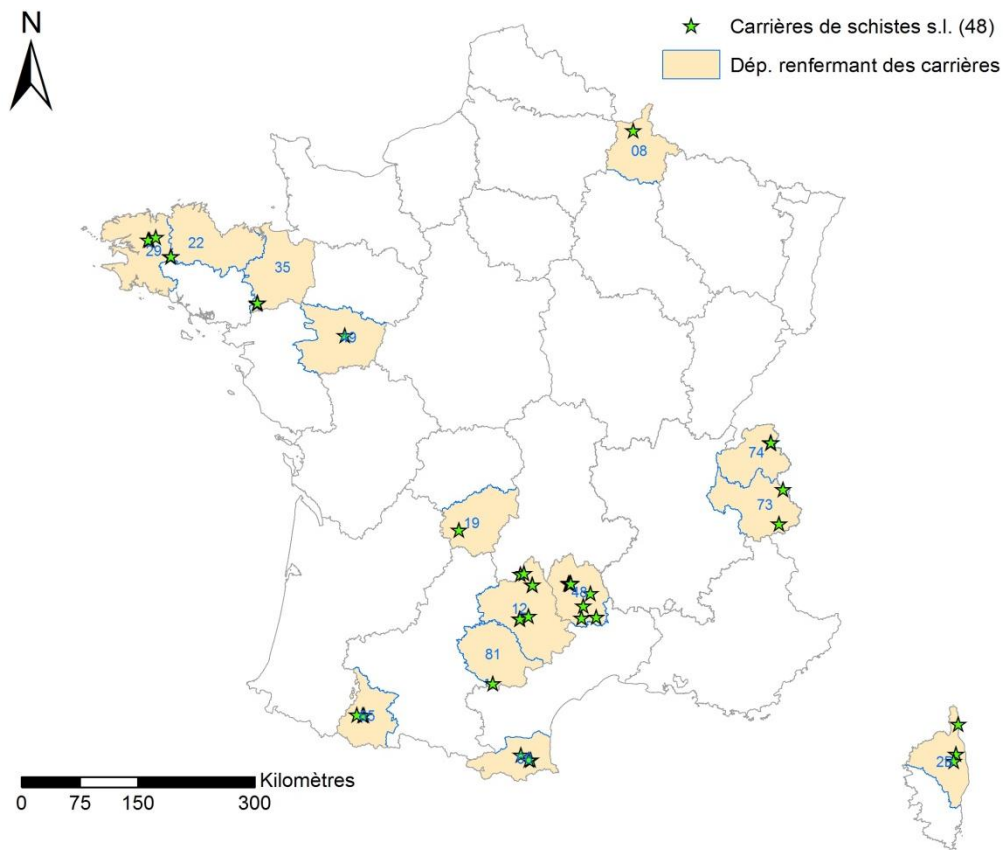 N
Carrières de schistes s.l. (48)
Dép. renfermant des carrières
08
29
22
35
74
73
19
48
12
81
Kilomètres
0 75 150 300